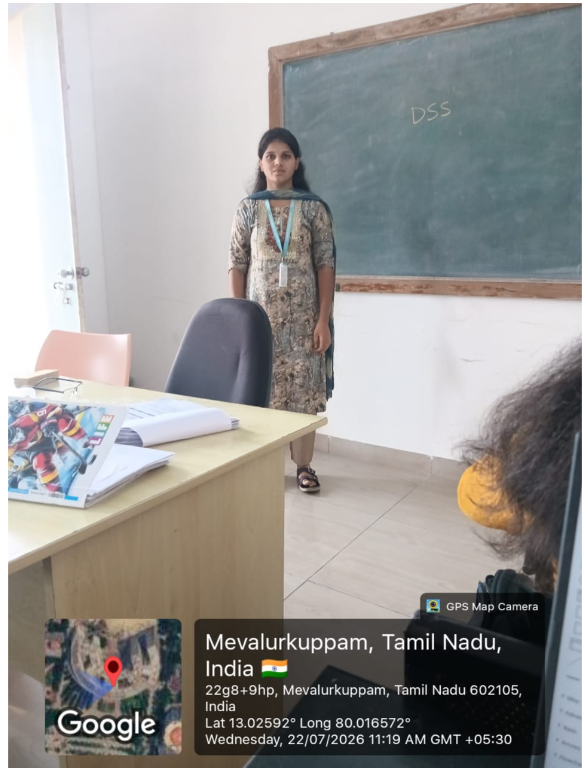 DSS
LIFE
GPS Map Camera
Google
Mevalurkuppam, Tamil Nadu,
India
22g8+9hp, Mevalurkuppam, Tamil Nadu 602105,
India
Lat 13.02592° Long 80.016572°
Wednesday, 22/07/2026 11:19 AM GMT +05:30